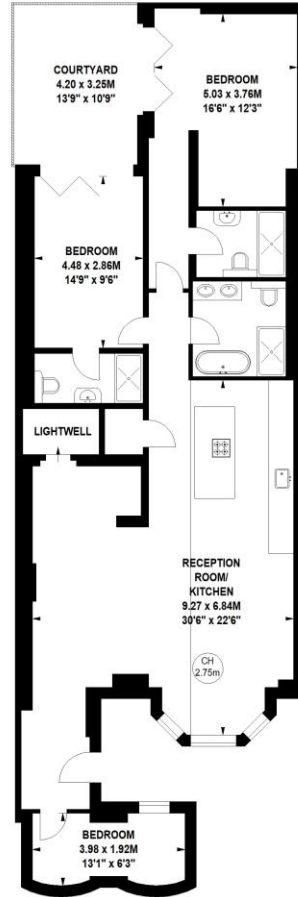 COURTYARD
4.20 x 3.25M
13'9" x 10'9"
BEDROOM
5.03 x 3.76M
16'6" x 12'3"
BEDROOM
4.48 x 2.86M
14'9" x 9'6"
LIGHTWELL
RECEPTION
ROOM/
KITCHEN
9.27 x 6.84M
30'6" x 22'6"
CH
2.75m
BEDROOM
3.98 x 1.92M
13'1" x 6'3"